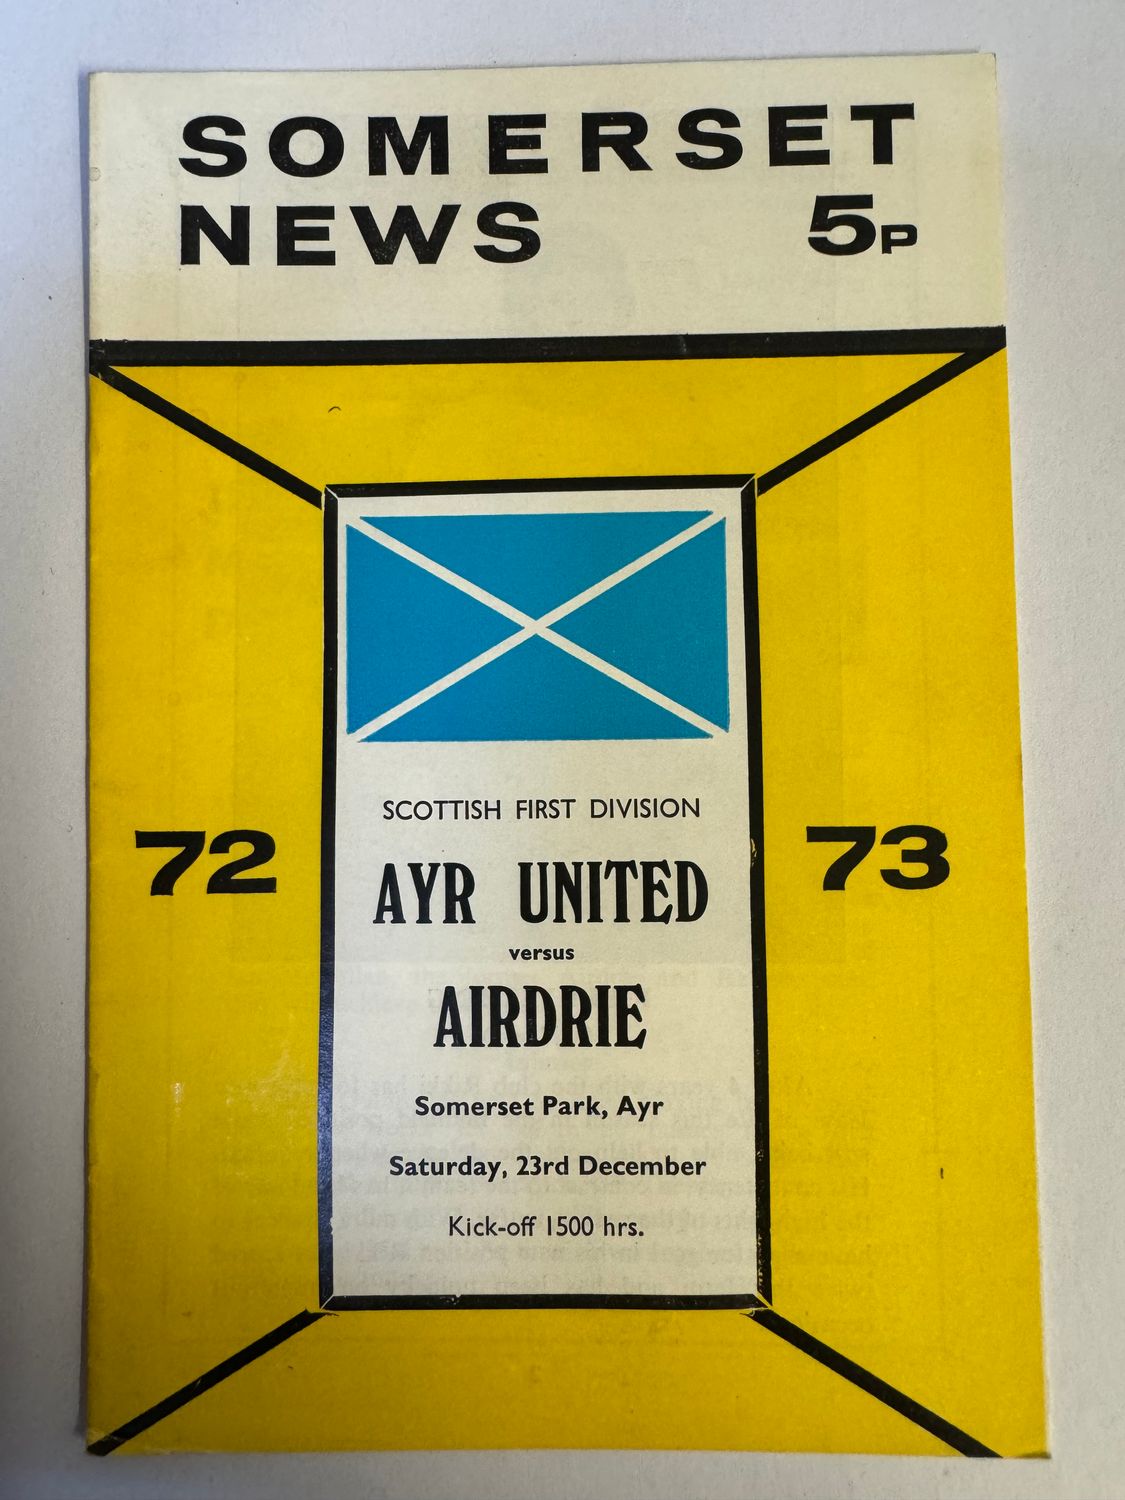 SOMERSET
NEWS 5P
SCOTTISH FIRST DIVISION
72 73
AYR UNITED
versus
AIRDRIE
Somerset Park, Ayr
Saturday, 23rd December
Kick-off 1500 hrs.